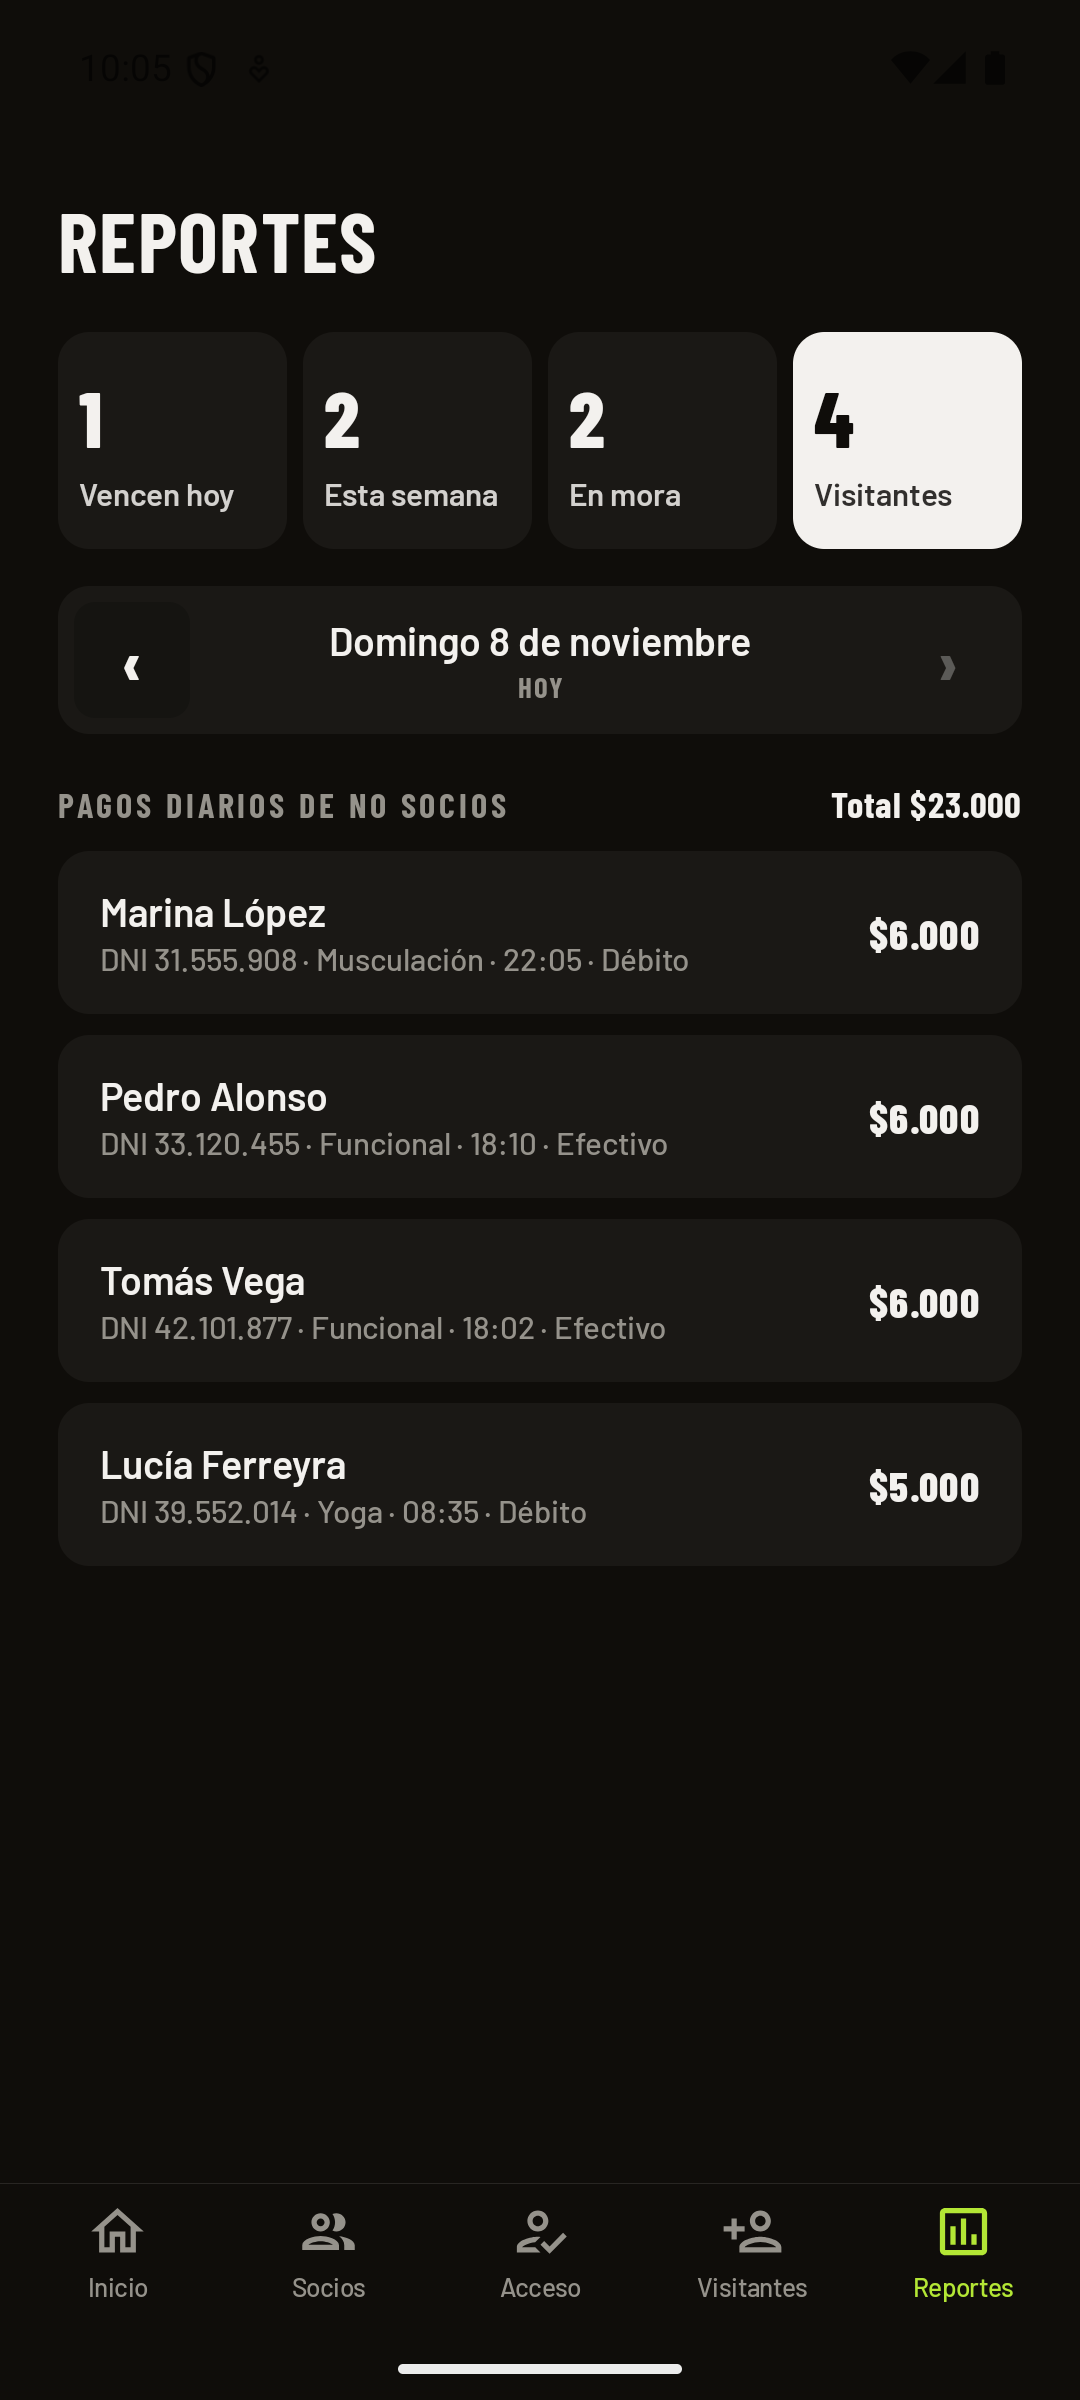 10:05
REPORTES
1
Vencen hoy
2
Esta semana
2
En mora
4
Visitantes
Domingo 8 de noviembre
HOY
PAGOS DIARIOS DE NO SOCIOS
Total $23.000
Marina López
DNI 31.555.908 · Musculación · 22:05 · Débito
$6.000
Pedro Alonso
DNI 33.120.455 · Funcional · 18:10 · Efectivo
$6.000
Tomás Vega
DNI 42.101.877 · Funcional · 18:02 · Efectivo
$6.000
Lucía Ferreyra
DNI 39.552.014 · Yoga · 08:35 · Débito
$5.000
Inicio
Socios
Acceso
Visitantes
Reportes